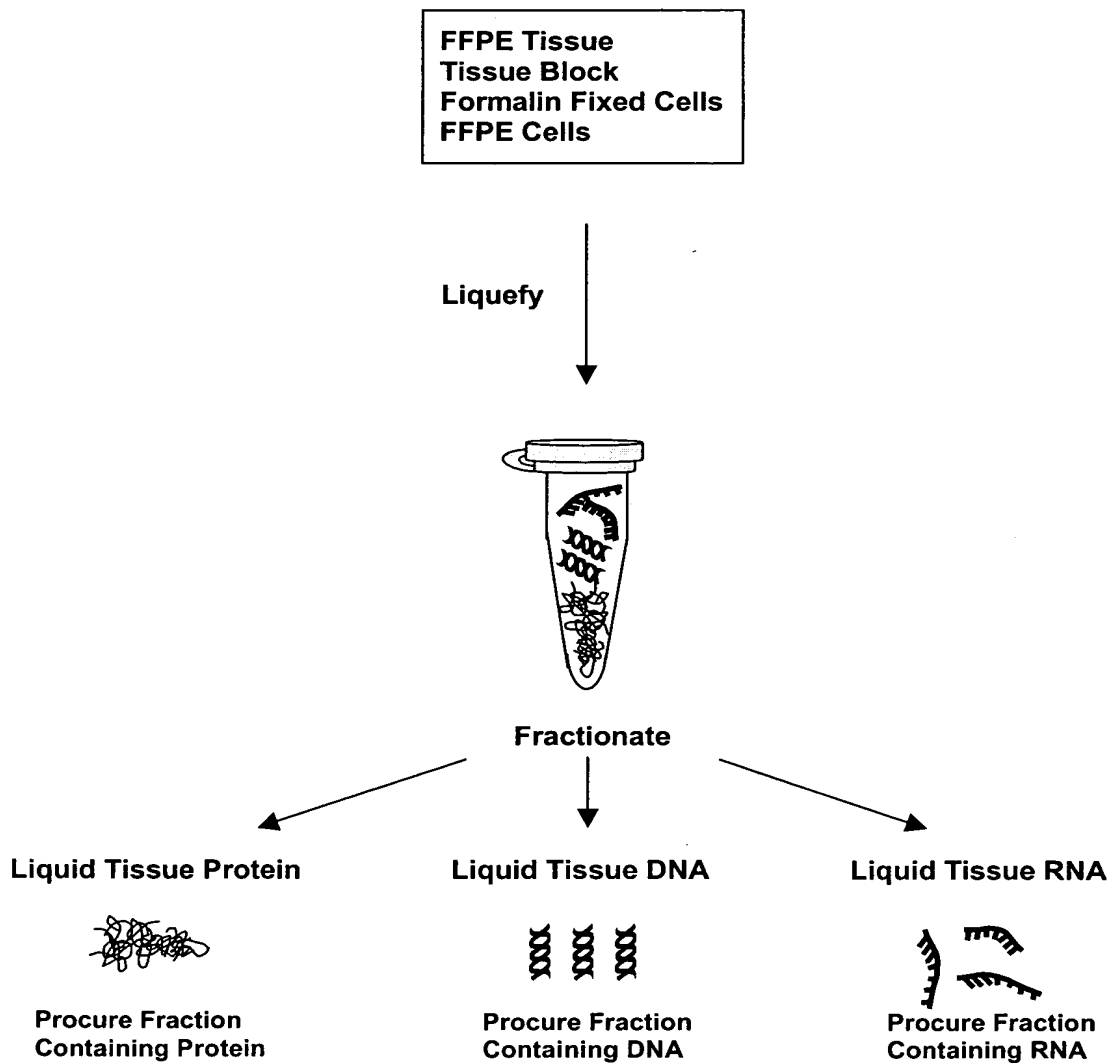 FFPE Tissue
Tissue Block
Formalin Fixed Cells
FFPE Cells
Liquefy
Fractionate
Liquid Tissue Protein
Liquid Tissue DNA
Liquid Tissue RNA
Procure Fraction
Containing Protein
Procure Fraction
Containing DNA
Procure Fraction
Containing RNA